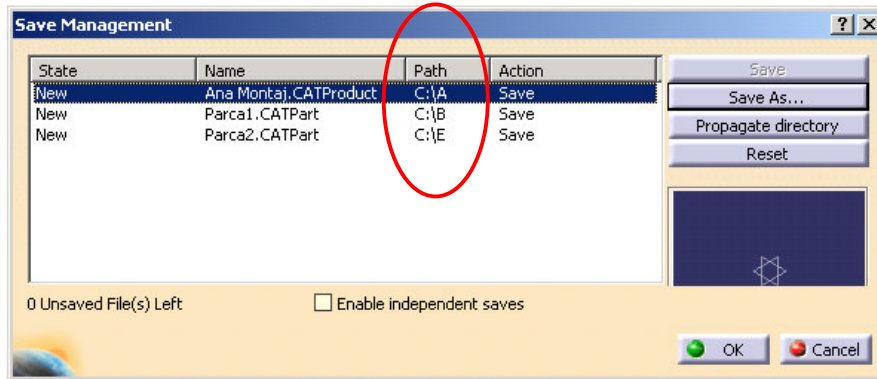 Save Management
State Name Path Action
New Ana Montaj.CATProduct C:\A Save
New Parca1.CATPart C:\B Save
New Parca2.CATPart C:\E Save
Save
Save As...
Propagate directory
Reset
0 Unsaved File(s) Left Enable independent saves
OK Cancel